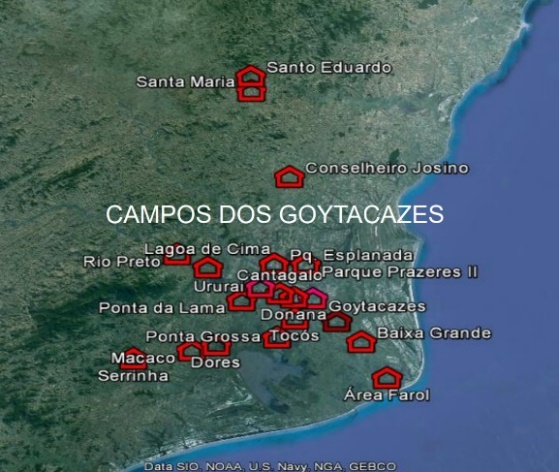 Santo Eduardo
Santa Maria
Conselheiro Josino
CAMPOS DOS GOYTACAZES
Lagoa de Cima
Pq. Esplanada
Rio Preto
Cantagalo
Parque Prazeres II
Ururai
Ponta da Lama
Goytacazes
Donana
Ponta Grossa
Tocos
Baixa Grande
Macaco
Dores
Serrinha
Área Farol
Data SIO, NOAA, U.S. Navy, NGA, GEBCO